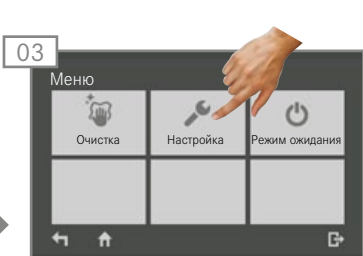 03
Меню
Очистка
Настройка
Режим ожидания